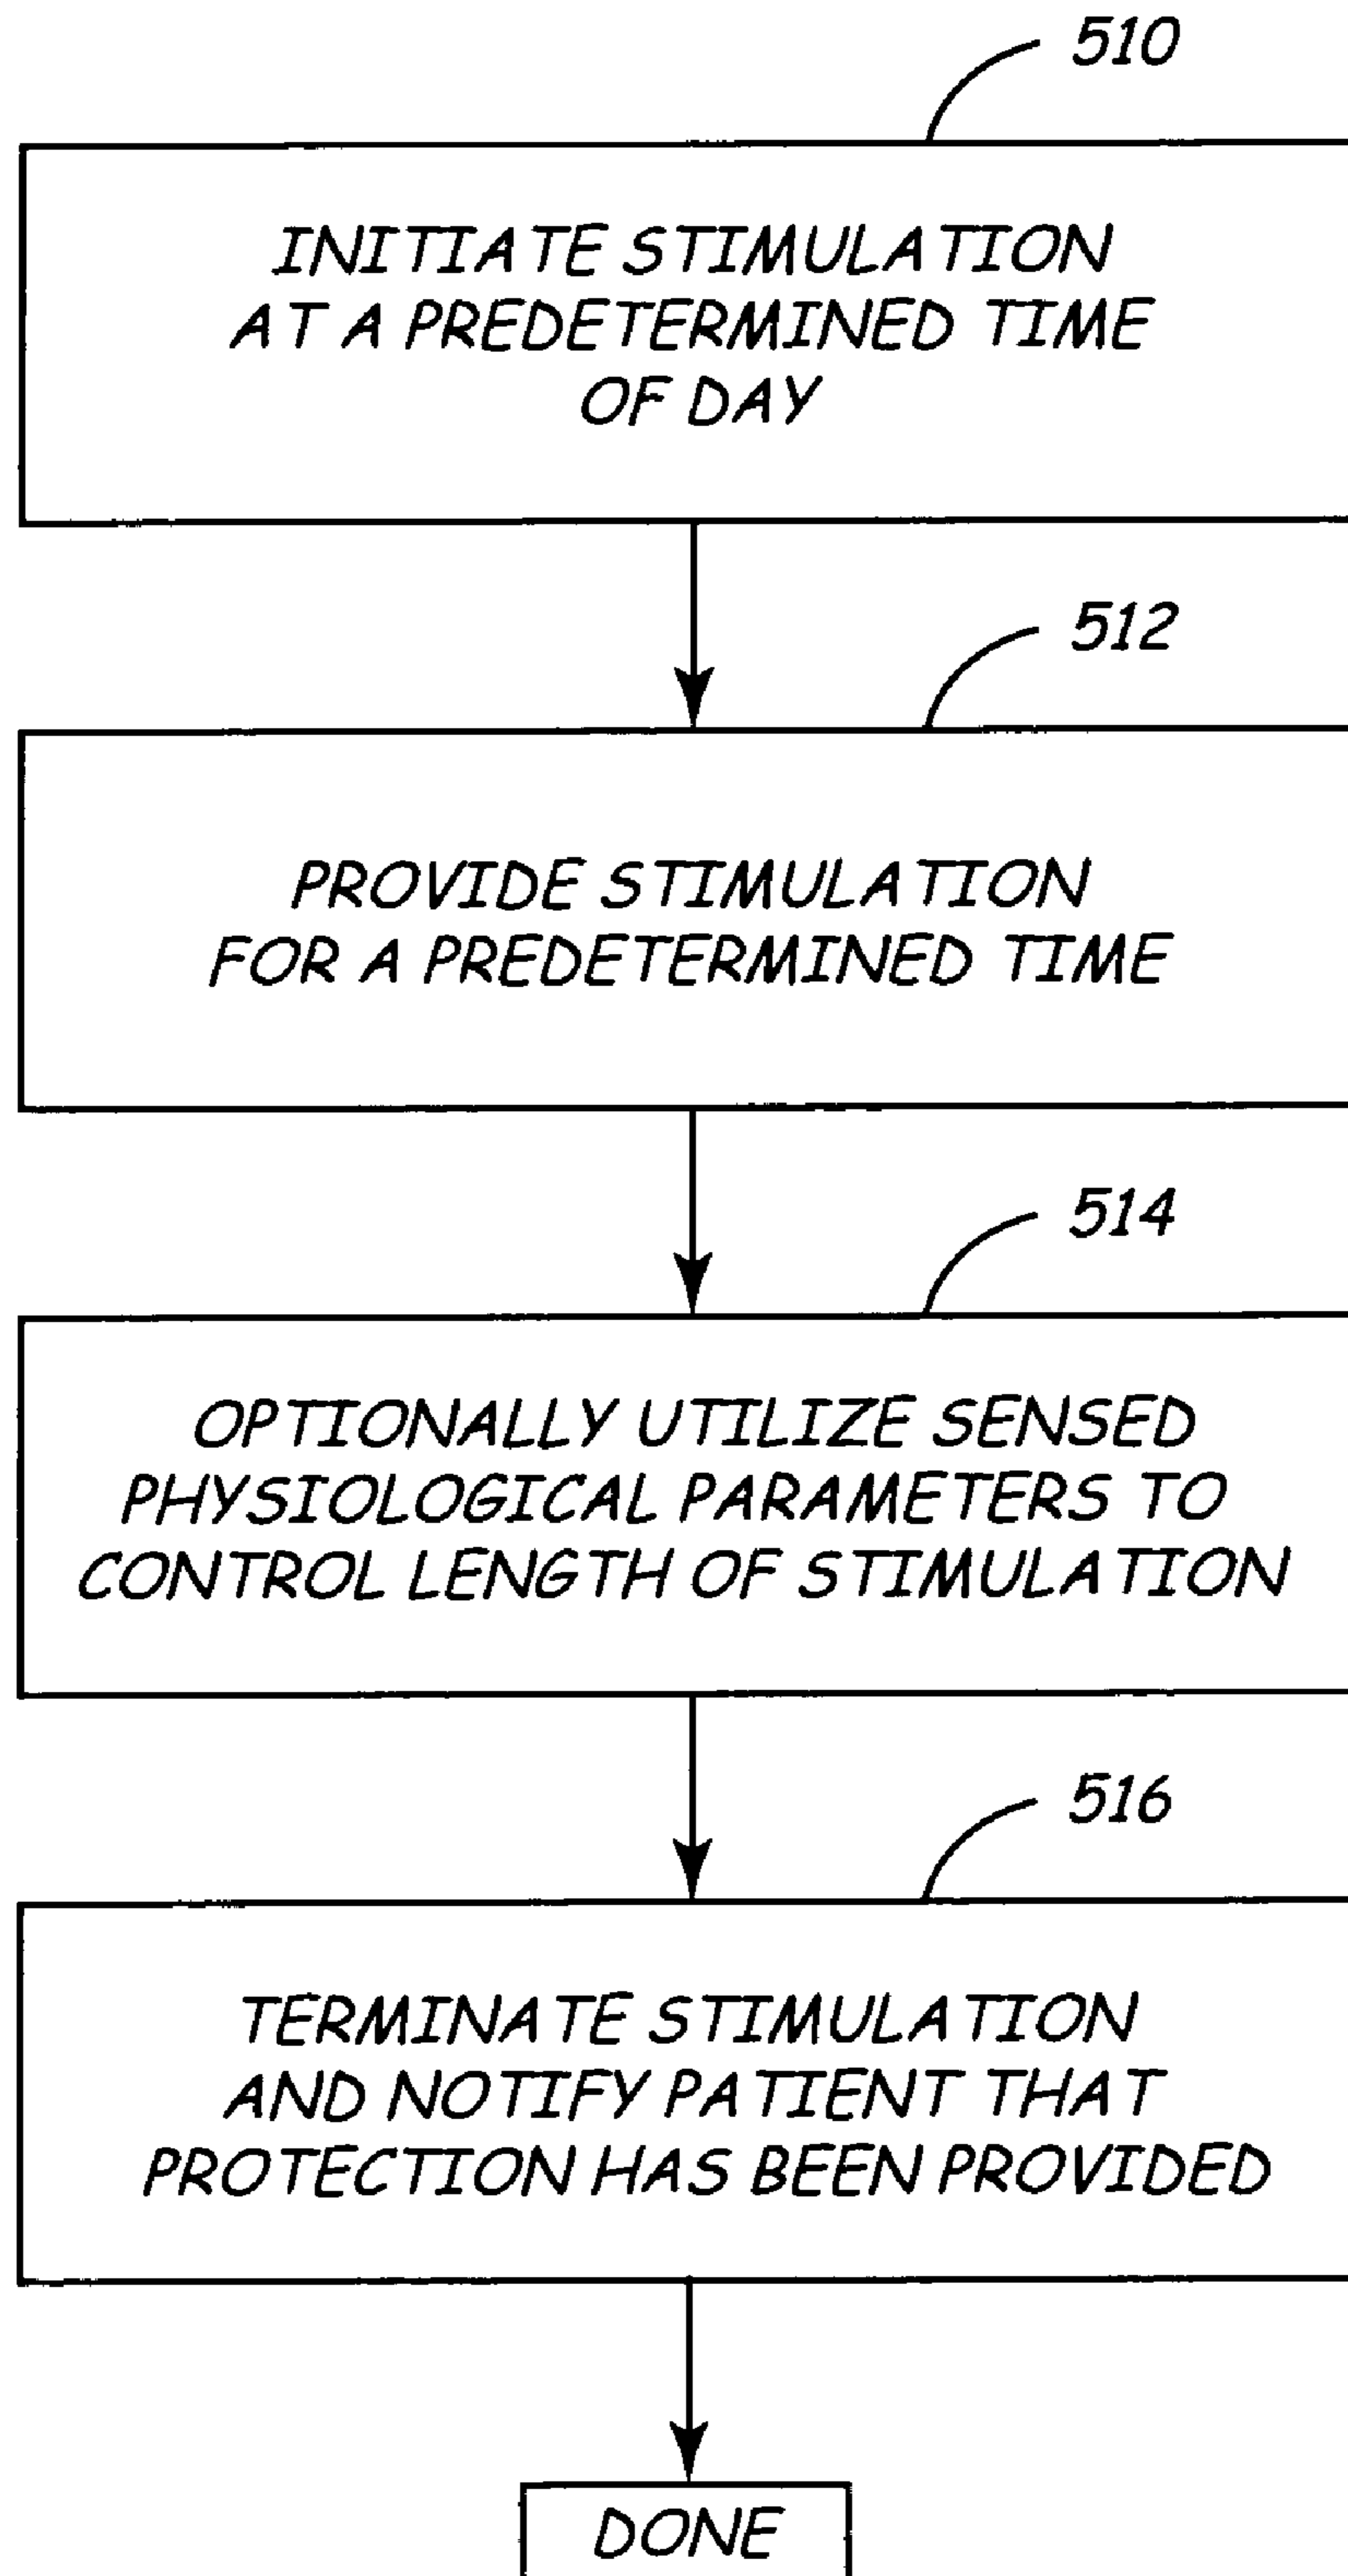 510
INITIATE STIMULATION
AT A PREDETERMINED TIME
OF DAY
512
PROVIDE STIMULATION
FOR A PREDETERMINED TIME
514
OPTIONALLY UTILIZE SENSED
PHYSIOLOGICAL PARAMETERS TO
CONTROL LENGTH OF STIMULATION
516
TERMINATE STIMULATION
AND NOTIFY PATIENT THAT
PROTECTION HAS BEEN PROVIDED
DONE